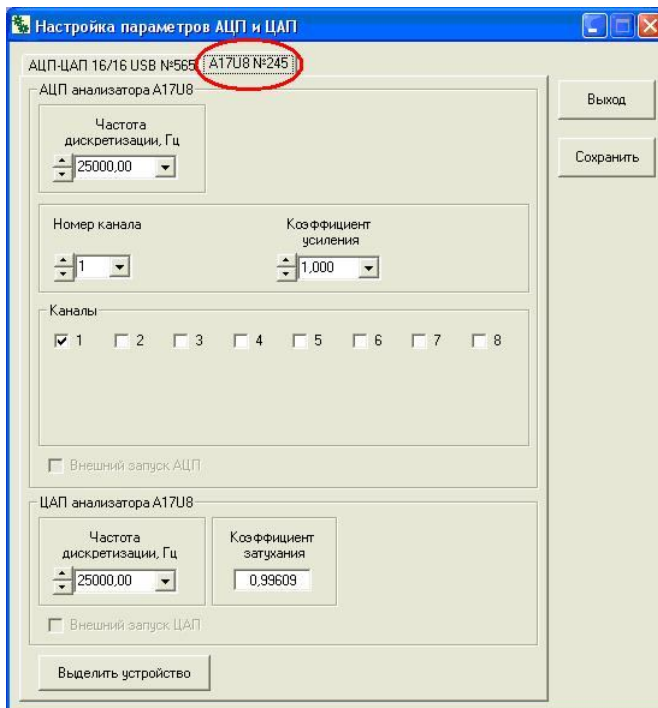 Настройка параметров АЦП и ЦАП
АЦП-ЦАП 16/16 USB №565
A17U8 №245
АЦП анализатора A17U8
Частота
дискретизации, Гц
25000,00
Выход
Сохранить
Номер канала
1
Коэффициент
усиления
1,000
Каналы
1 2 3 4 5 6 7 8
Внешний запуск АЦП
ЦАП анализатора A17U8
Частота
дискретизации, Гц
25000,00
Коэффициент
затухания
0,99609
Внешний запуск ЦАП
Выделить устройство